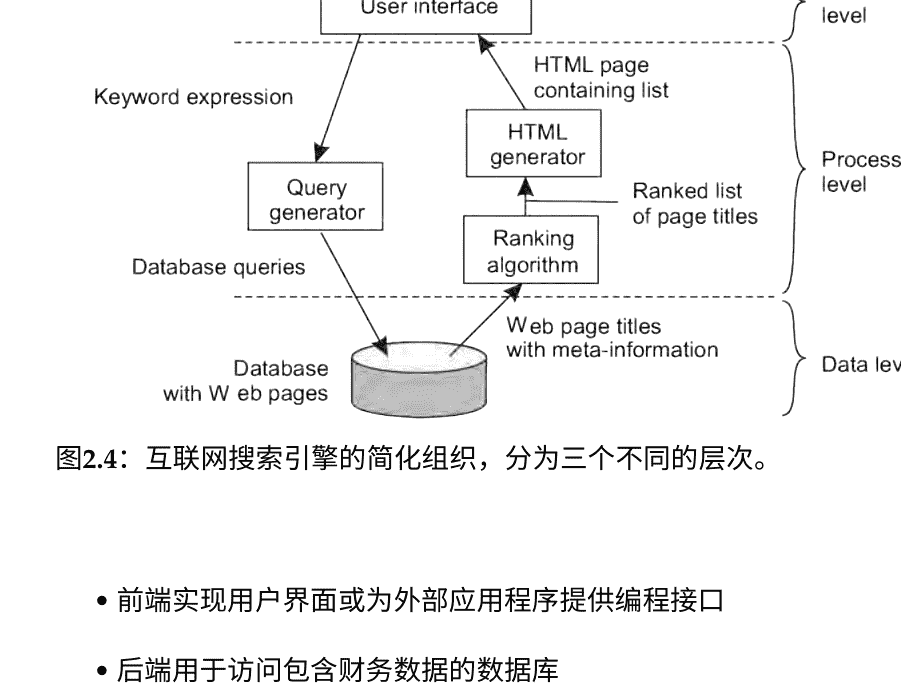 User interface
level
HTML page
containing list
Keyword expression
HTML
generator
Process
level
Query
generator
Ranked list
of page titles
Ranking
algorithm
Database queries
Web page titles
with meta-information
Database
with Web pages
Data lev
图2.4：互联网搜索引擎的简化组织，分为三个不同的层次。
• 前端实现用户界面或为外部应用程序提供编程接口
• 后端用于访问包含财务数据的数据库